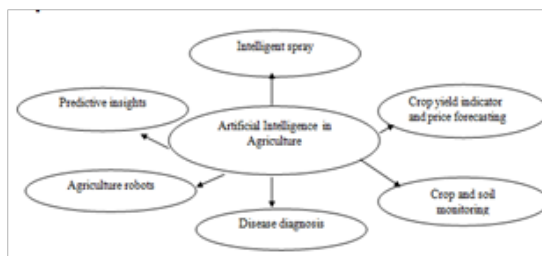 Intelligent spray
Predictive insights
Crop yield indicator
and price forecasting
Artificial Intelligence in
Agriculture
Agriculture robots
Crop and soil
monitoring
Disease diagnosis